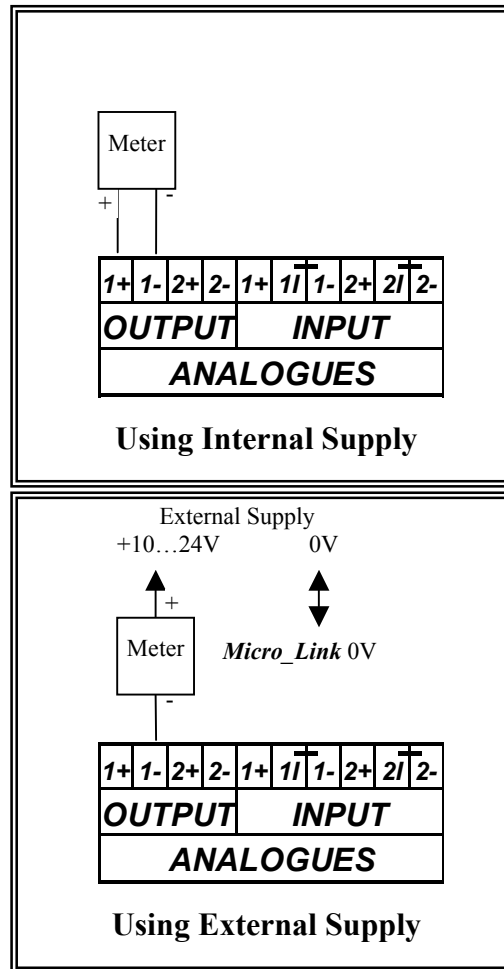 Meter
+ -
1+ 1- 2+ 2- 1+ 1I 1- 2+ 2I 2-
OUTPUT INPUT
ANALOGUES
Using Internal Supply
External Supply
+10…24V 0V
+
Meter Micro_Link 0V
-
1+ 1- 2+ 2- 1+ 1I 1- 2+ 2I 2-
OUTPUT INPUT
ANALOGUES
Using External Supply